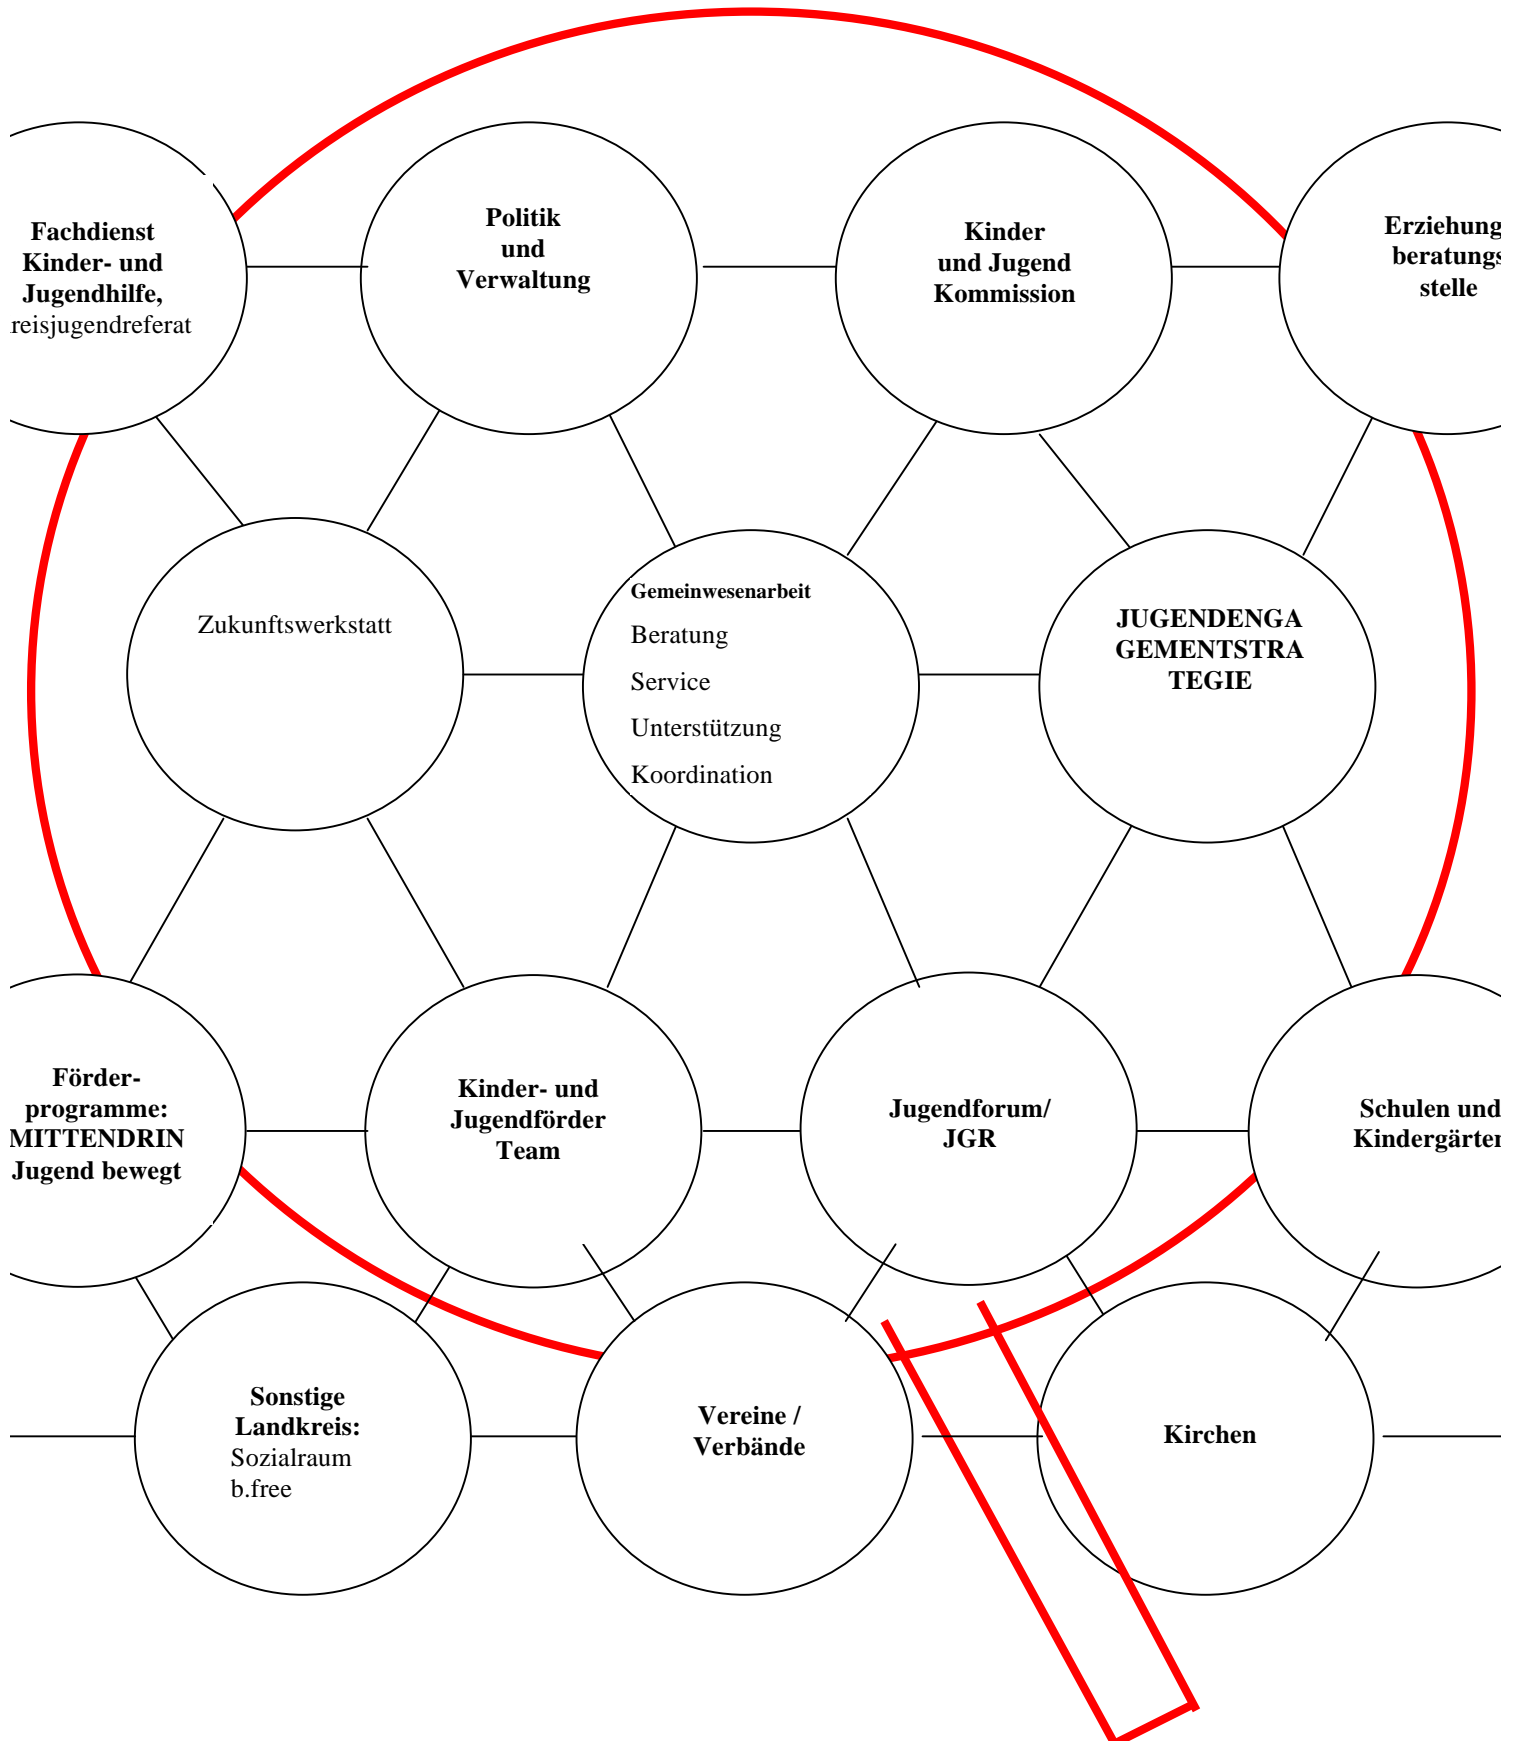 Fachdienst
Kinder- und
Jugendhilfe,
reisjugendreferat
Politik
und
Verwaltung
Kinder
und Jugend
Kommission
Erziehung
beratungs
stelle
Zukunftswerkstatt
Gemeinwesenarbeit
Beratung
Service
Unterstützung
Koordination
JUGENDENGA
GEMENTSTRA
TEGIE
Förder-
programme:
MITTENDRIN
Jugend bewegt
Kinder- und
Jugendförder
Team
Jugendforum/
JGR
Schulen und
Kindergärten
Sonstige
Landkreis:
Sozialraum
b.free
Vereine /
Verbände
Kirchen